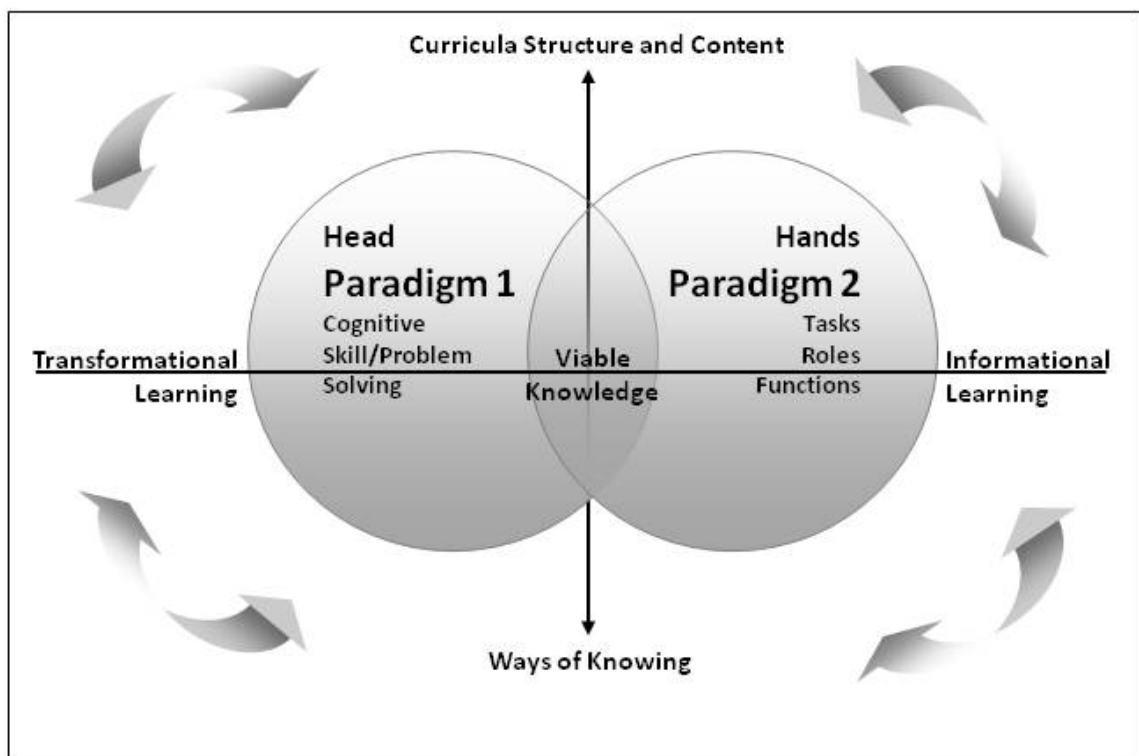 Curricula Structure and Content
Head
Paradigm 1
Cognitive
Skill/Problem
Solving
Hands
Paradigm 2
Tasks
Roles
Functions
Transformational
Learning
Viable
Knowledge
Informational
Learning
Ways of Knowing